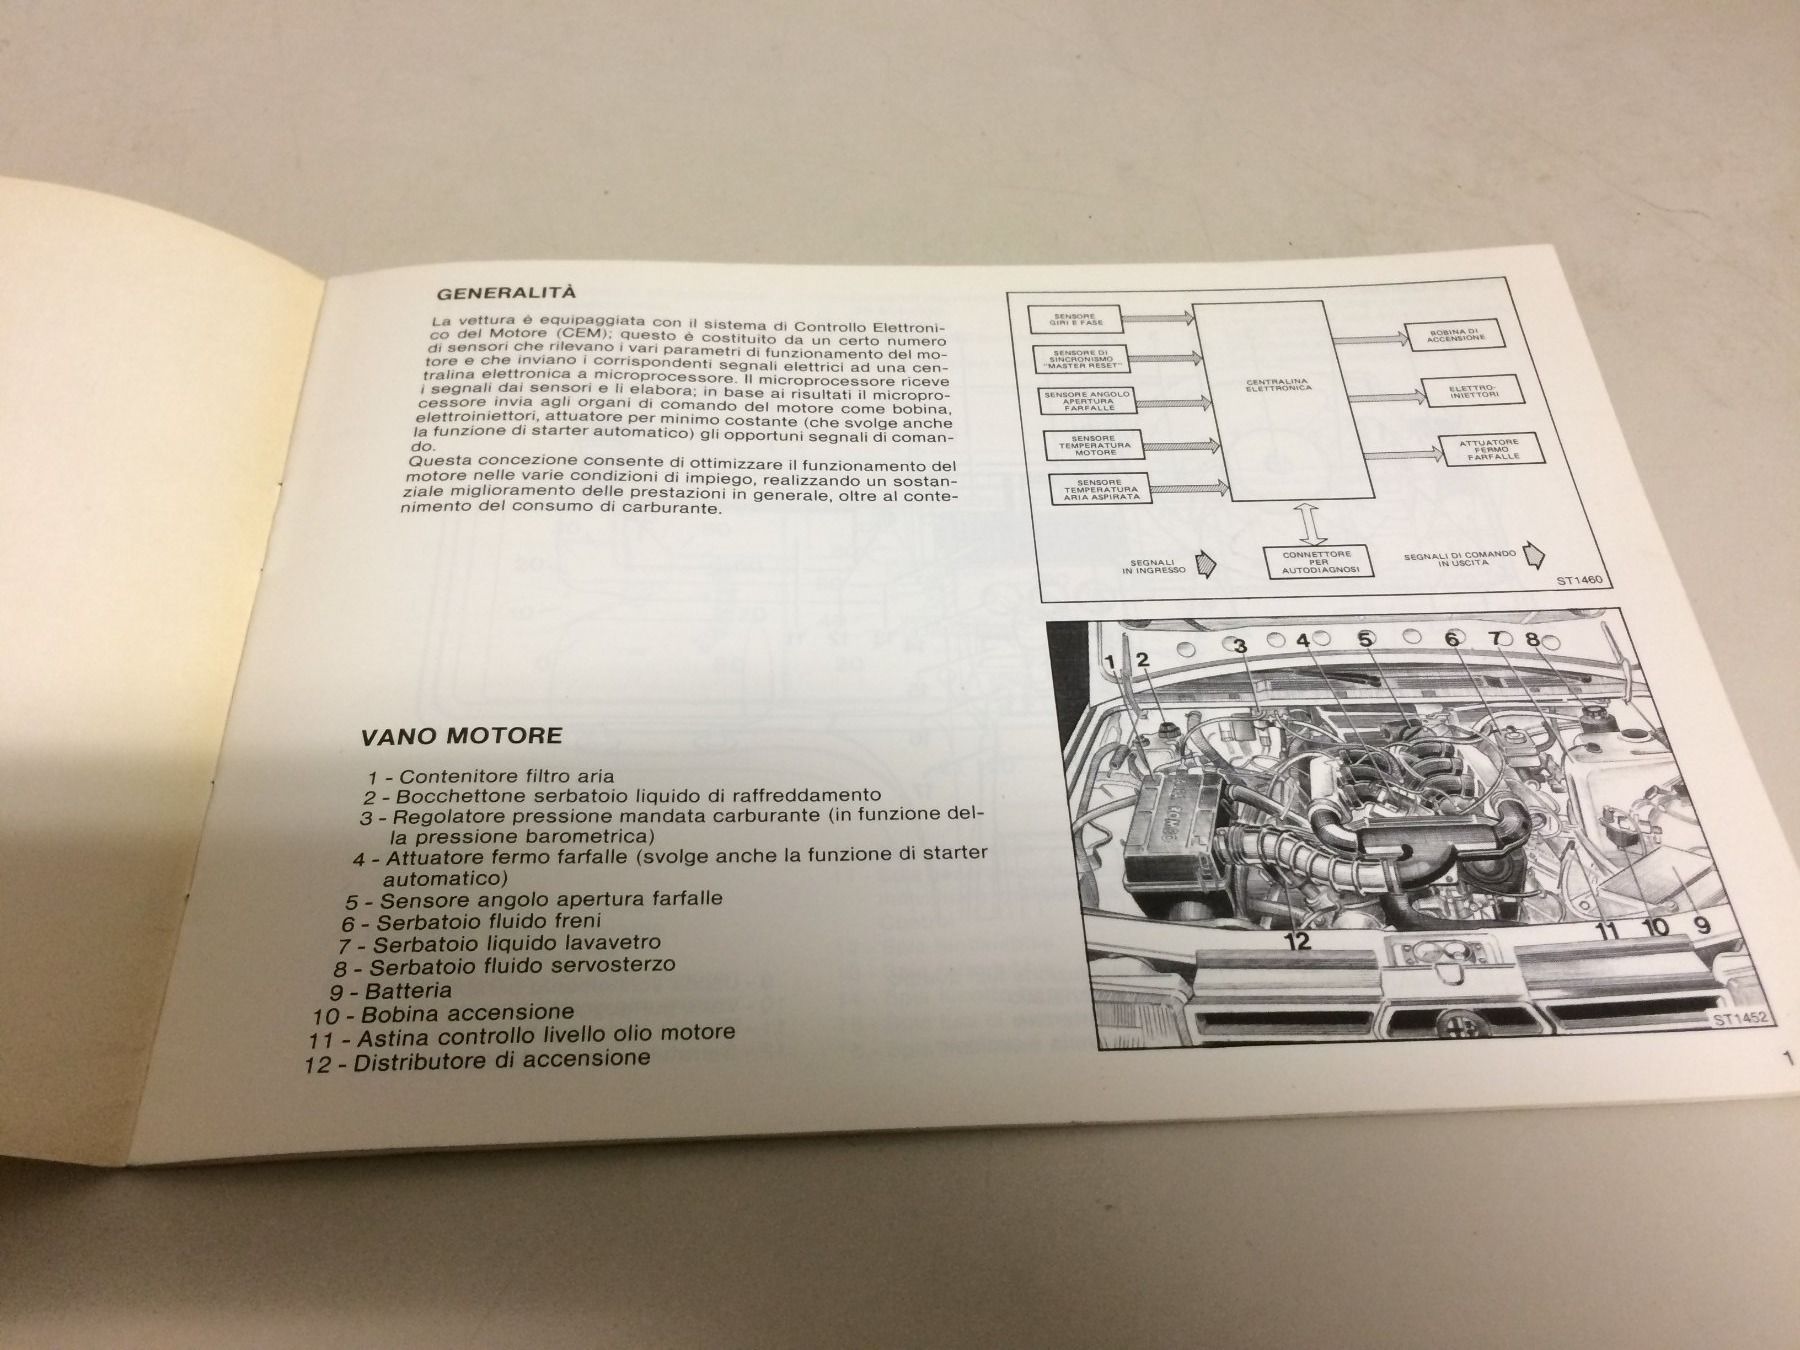 GENERALITÀ
La vettura è equipaggiata con il sistema di Controllo Elettroni-
co del Motore (CEM); questo è costituito da un certo numero
di sensori che rilevano i vari parametri di funzionamento del mo-
tore e che inviano i corrispondenti segnali elettrici ad una cen-
tralina elettronica a microprocessore. Il microprocessore riceve
i segnali dai sensori e li elabora; in base ai risultati il micropro-
cessore invia agli organi di comando del motore come bobina,
elettroiniettori, attuatore per minimo costante (che svolge anche
la funzione di starter automatico) gli opportuni segnali di coman-
do.
Questa concezione consente di ottimizzare il funzionamento del
motore nelle varie condizioni di impiego, realizzando un sostan-
ziale miglioramento delle prestazioni in generale, oltre al conte-
nimento del consumo di carburante.
VANO MOTORE
1 - Contenitore filtro aria
2 - Bocchettone serbatoio liquido di raffreddamento
3 - Regolatore pressione mandata carburante (in funzione del-
la pressione barometrica)
4 - Attuatore fermo farfalle (svolge anche la funzione di starter
automatico)
5 - Sensore angolo apertura farfalle
6 - Serbatoio fluido freni
7 - Serbatoio liquido lavavetro
8 - Serbatoio fluido servosterzo
9 - Batteria
10 - Bobina accensione
11 - Astina controllo livello olio motore
12 - Distributore di accensione
SENSORE
GIRI E FASE
SENSORE DI
SINCRONISMO
"MASTER RESET"
SENSORE ANGOLO
APERTURA
FARFALLE
SENSORE
TEMPERATURA
MOTORE
SENSORE
TEMPERATURA
ARIA ASPIRATA
CENTRALINA
ELETTRONICA
BOBINA DI
ACCENSIONE
ELETTRO-
INIETTORI
ATTUATORE
FERMO
FARFALLE
SEGNALI
IN INGRESSO
CONNETTORE
PER
AUTODIAGNOSI
SEGNALI DI COMANDO
IN USCITA
ST1460
1 2 3 4 5 6 7 8
12 11 10 9
ST1452
1